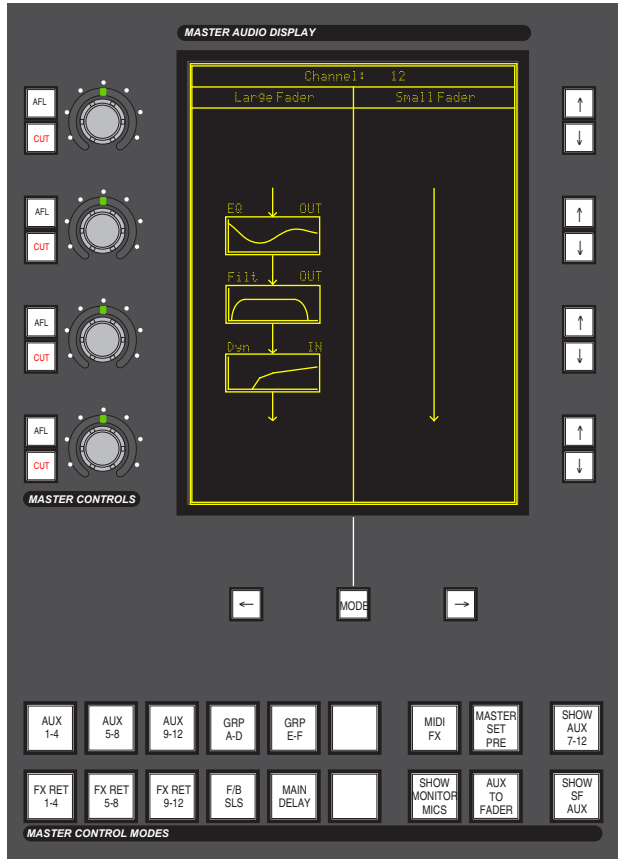 MASTER AUDIO DISPLAY
Channel: 12
Large Fader Small Fader
AFL
CUT
AFL
CUT
EQ OUT
Filt OUT
AFL
CUT
Dyn IN
AFL
CUT
MASTER CONTROLS
MODE
AUX 1-4
AUX 5-8
AUX 9-12
GRP A-D
GRP E-F
MIDI FX
MASTER SET PRE
SHOW AUX 7-12
FX RET 1-4
FX RET 5-8
FX RET 9-12
F/B SLS
MAIN DELAY
SHOW MONITOR MICS
AUX TO FADER
SHOW SF AUX
MASTER CONTROL MODES